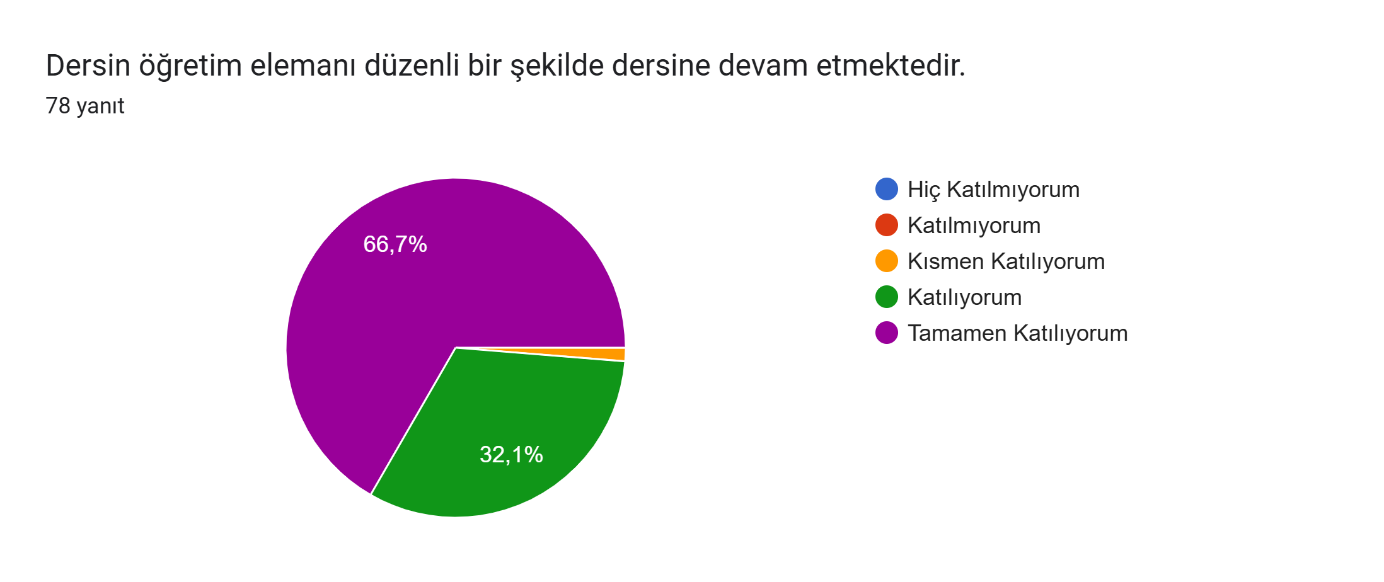 Dersin öğretim elemanı düzenli bir şekilde dersine devam etmektedir.
78 yanıt
66,7%
32,1%
Hiç Katılmıyorum
Katılmıyorum
Kısmen Katılıyorum
Katılıyorum
Tamamen Katılıyorum